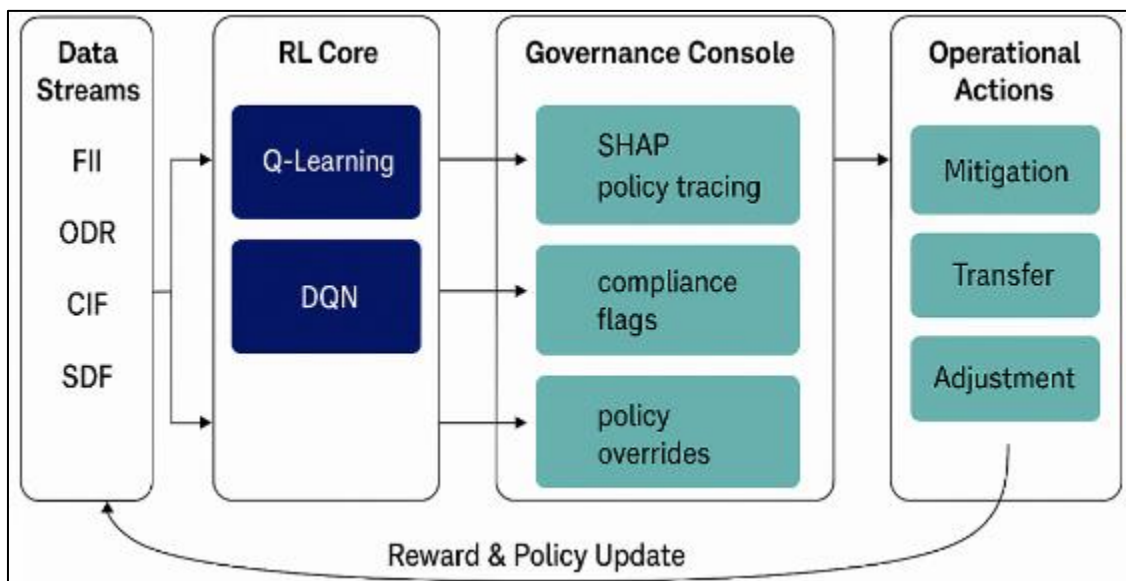 Data
Streams
FII
ODR
CIF
SDF
RL Core
Q-Learning
DQN
Governance Console
SHAP
policy tracing
compliance
flags
policy
overrides
Operational
Actions
Mitigation
Transfer
Adjustment
Reward & Policy Update